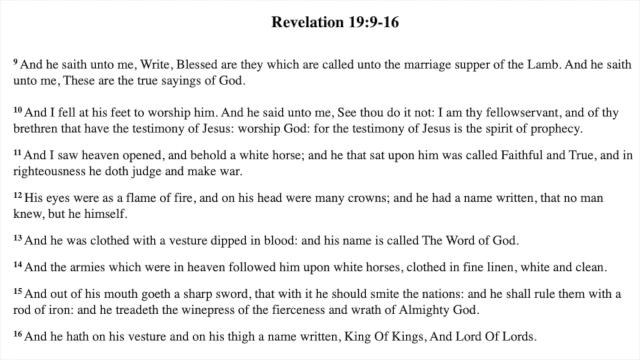 Revelation 19:9-16
9 And he saith unto me, Write, Blessed are they which are called unto the marriage supper of the Lamb. And he saith
unto me, These are the true sayings of God.
10 And I fell at his feet to worship him. And he said unto me, See thou do it not: I am thy fellowservant, and of thy
brethren that have the testimony of Jesus: worship God: for the testimony of Jesus is the spirit of prophecy.
11 And I saw heaven opened, and behold a white horse; and he that sat upon him was called Faithful and True, and in
righteousness he doth judge and make war.
12 His eyes were as a flame of fire, and on his head were many crowns; and he had a name written, that no man
knew, but he himself.
13 And he was clothed with a vesture dipped in blood: and his name is called The Word of God.
14 And the armies which were in heaven followed him upon white horses, clothed in fine linen, white and clean.
15 And out of his mouth goeth a sharp sword, that with it he should smite the nations: and he shall rule them with a
rod of iron: and he treadeth the winepress of the fierceness and wrath of Almighty God.
16 And he hath on his vesture and on his thigh a name written, King Of Kings, And Lord Of Lords.